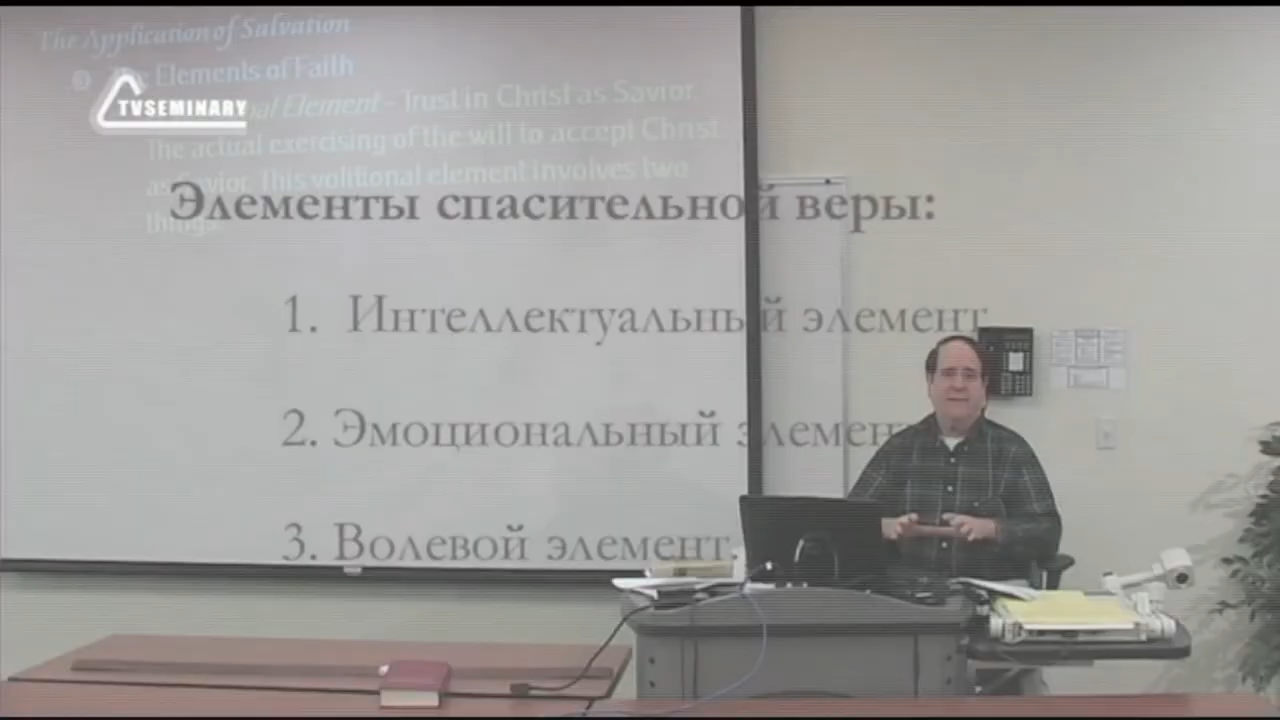 The Application of Salvation
The Elements of Faith
TVSEMINARY
Element - Trust in Christ as Savior.
The actual exercising of the will to accept Christ
as Savior. This volitional element involves two
things:
Элементы спасительной веры:
1. Интеллектуальный элемент
2. Эмоциональный элемент
3. Волевой элемент